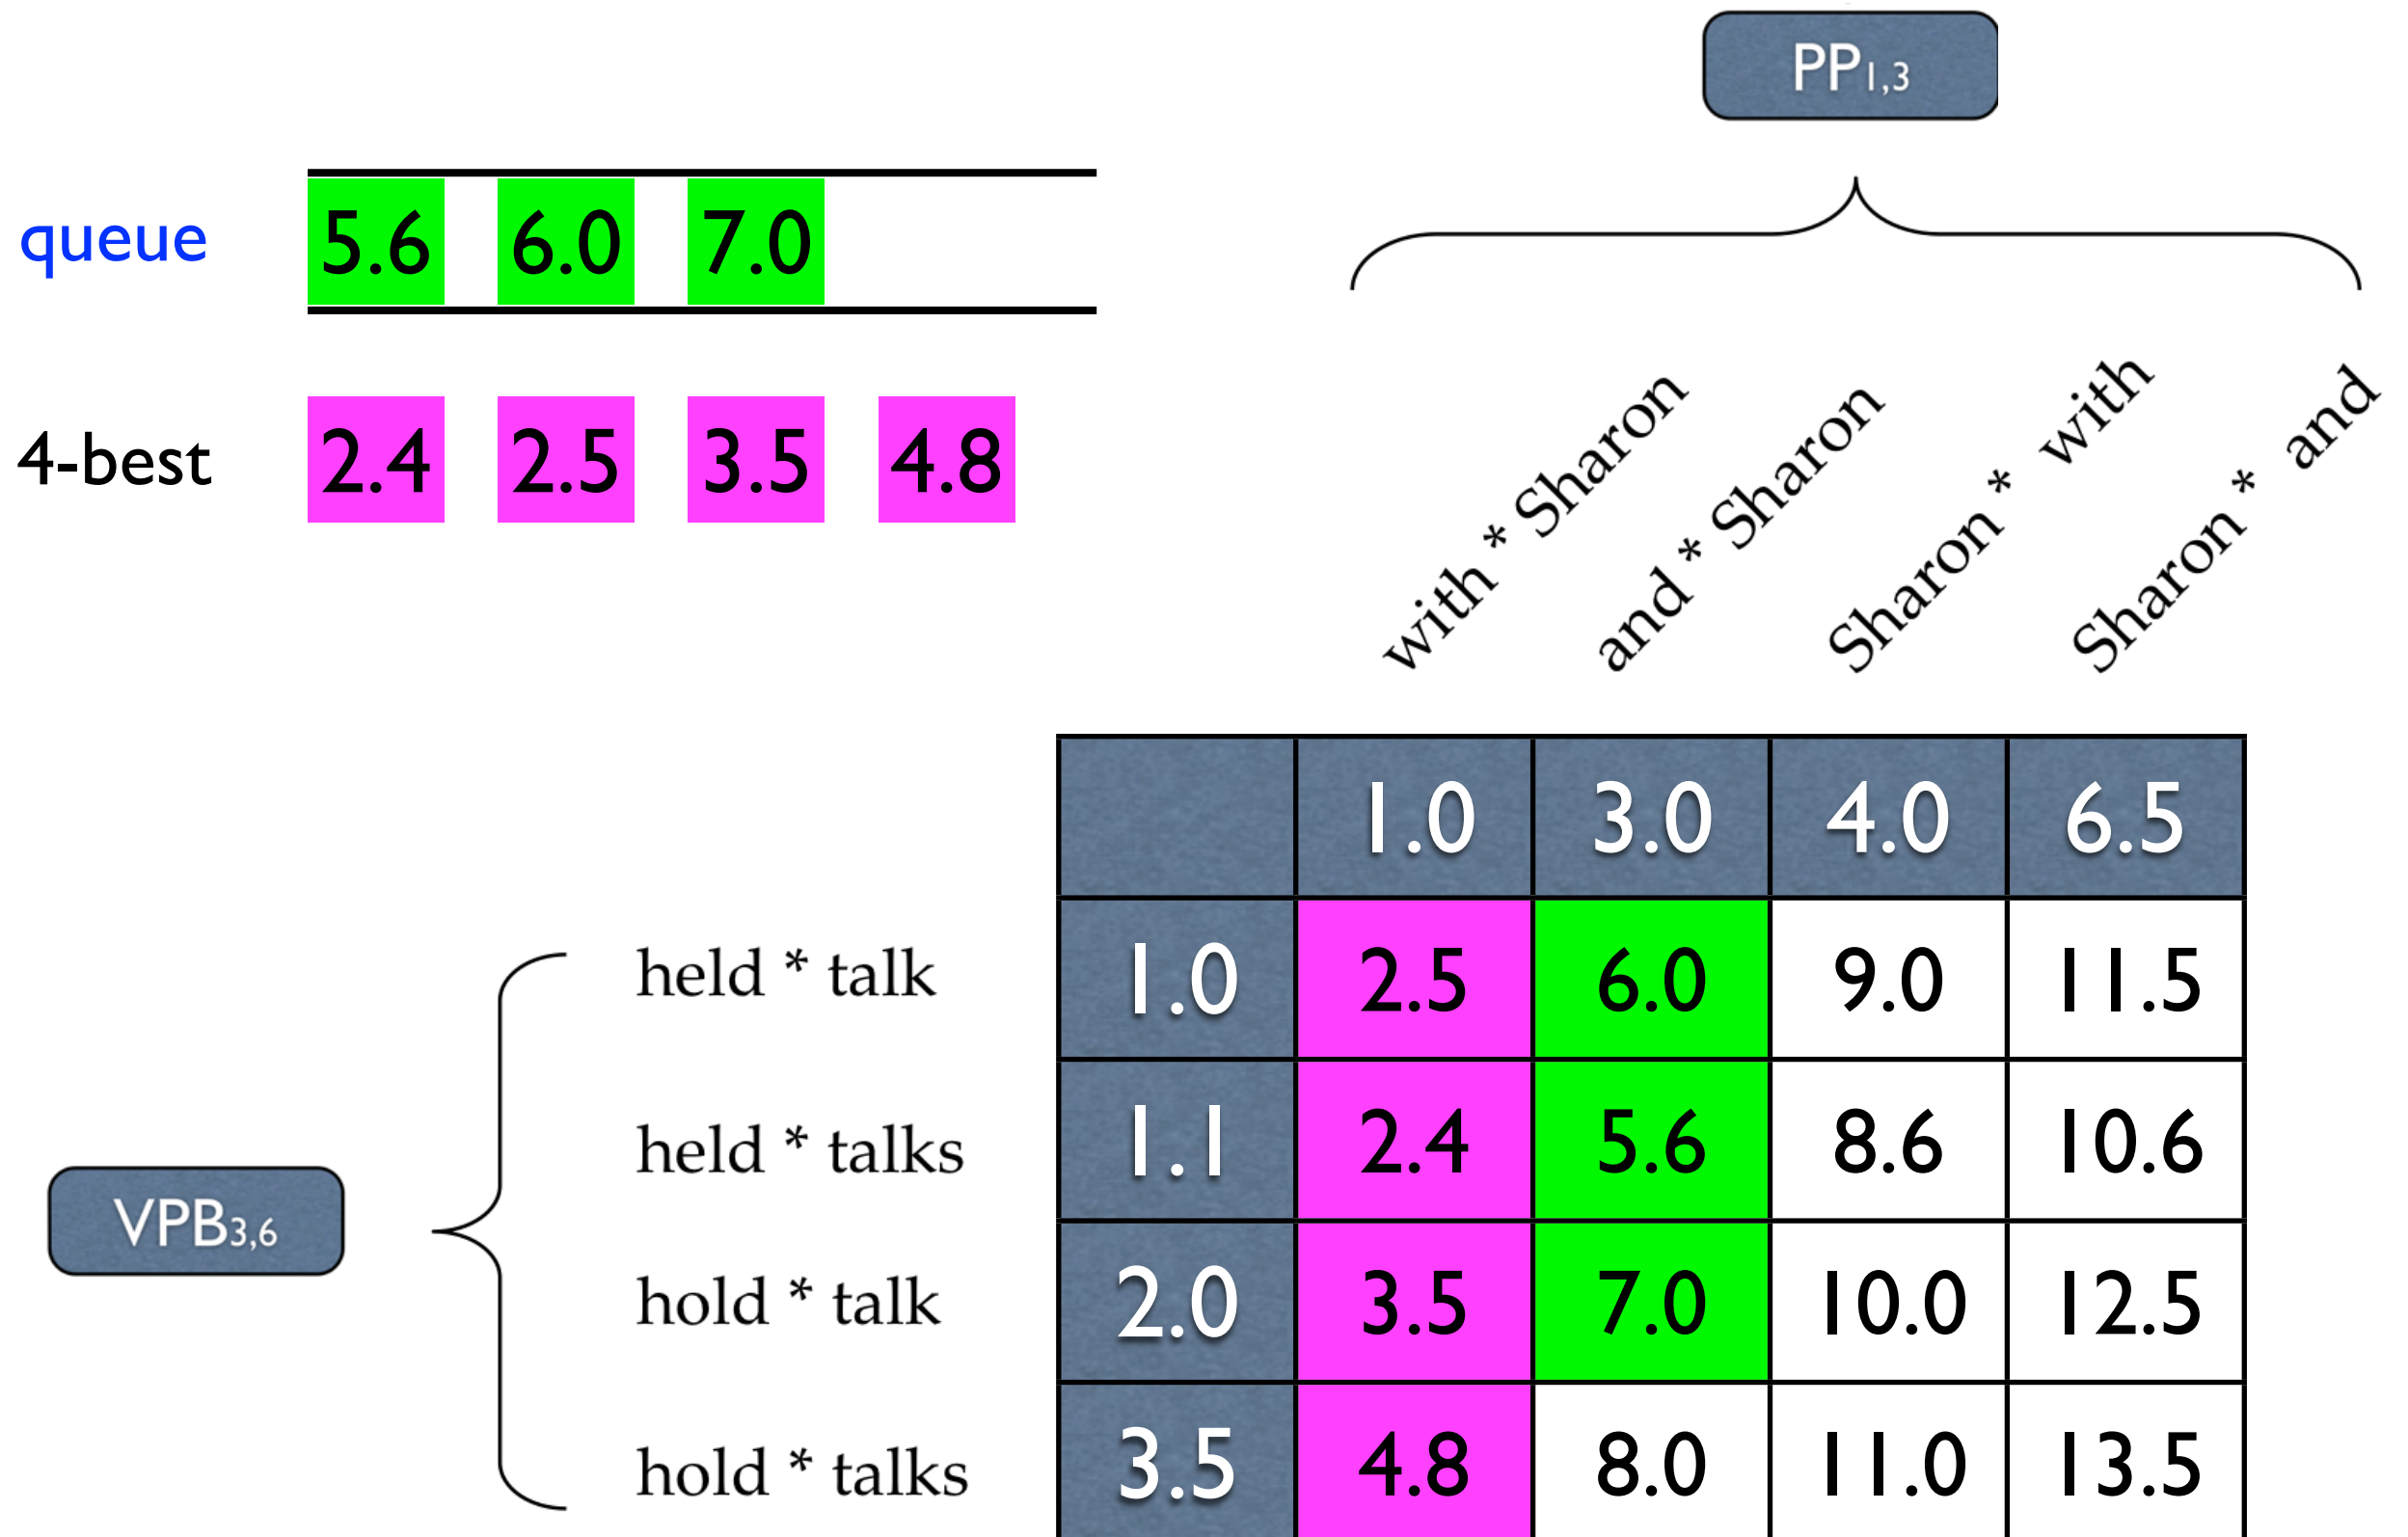 PP1,3
queue 5.6 6.0 7.0
4-best 2.4 2.5 3.5 4.8
with * Sharon
and * Sharon
Sharon * with
Sharon * and
1.0 3.0 4.0 6.5
held * talk 1.0 2.5 6.0 9.0 11.5
held * talks 1.1 2.4 5.6 8.6 10.6
VPB3,6
hold * talk 2.0 3.5 7.0 10.0 12.5
hold * talks 3.5 4.8 8.0 11.0 13.5